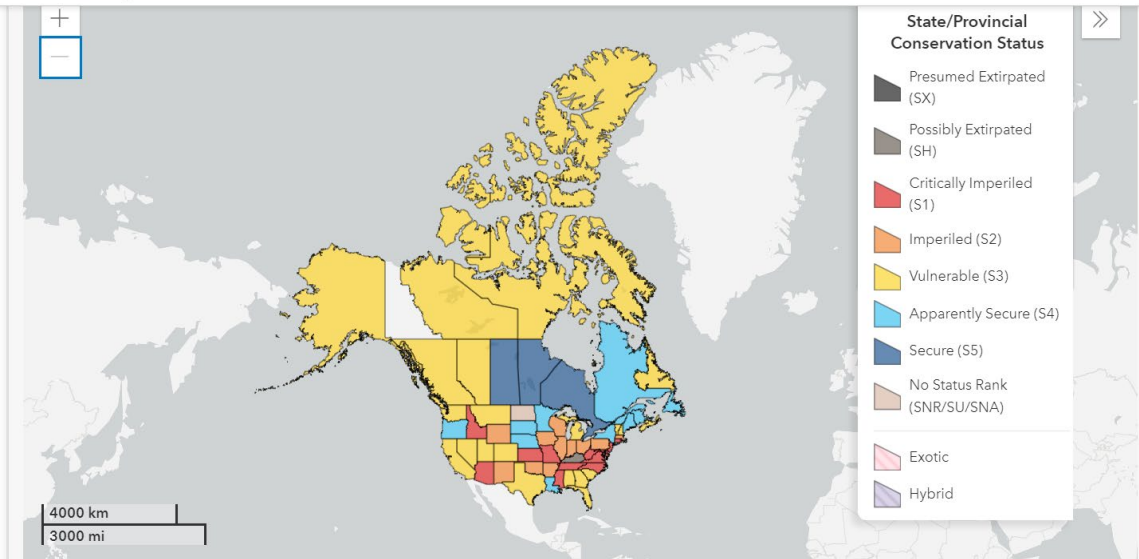 +
−
State/Provincial
Conservation Status
Presumed Extirpated
(SX)
Possibly Extirpated
(SH)
Critically Imperiled
(S1)
Imperiled (S2)
Vulnerable (S3)
Apparently Secure (S4)
Secure (S5)
No Status Rank
(SNR/SU/SNA)
Exotic
Hybrid
4000 km
3000 mi